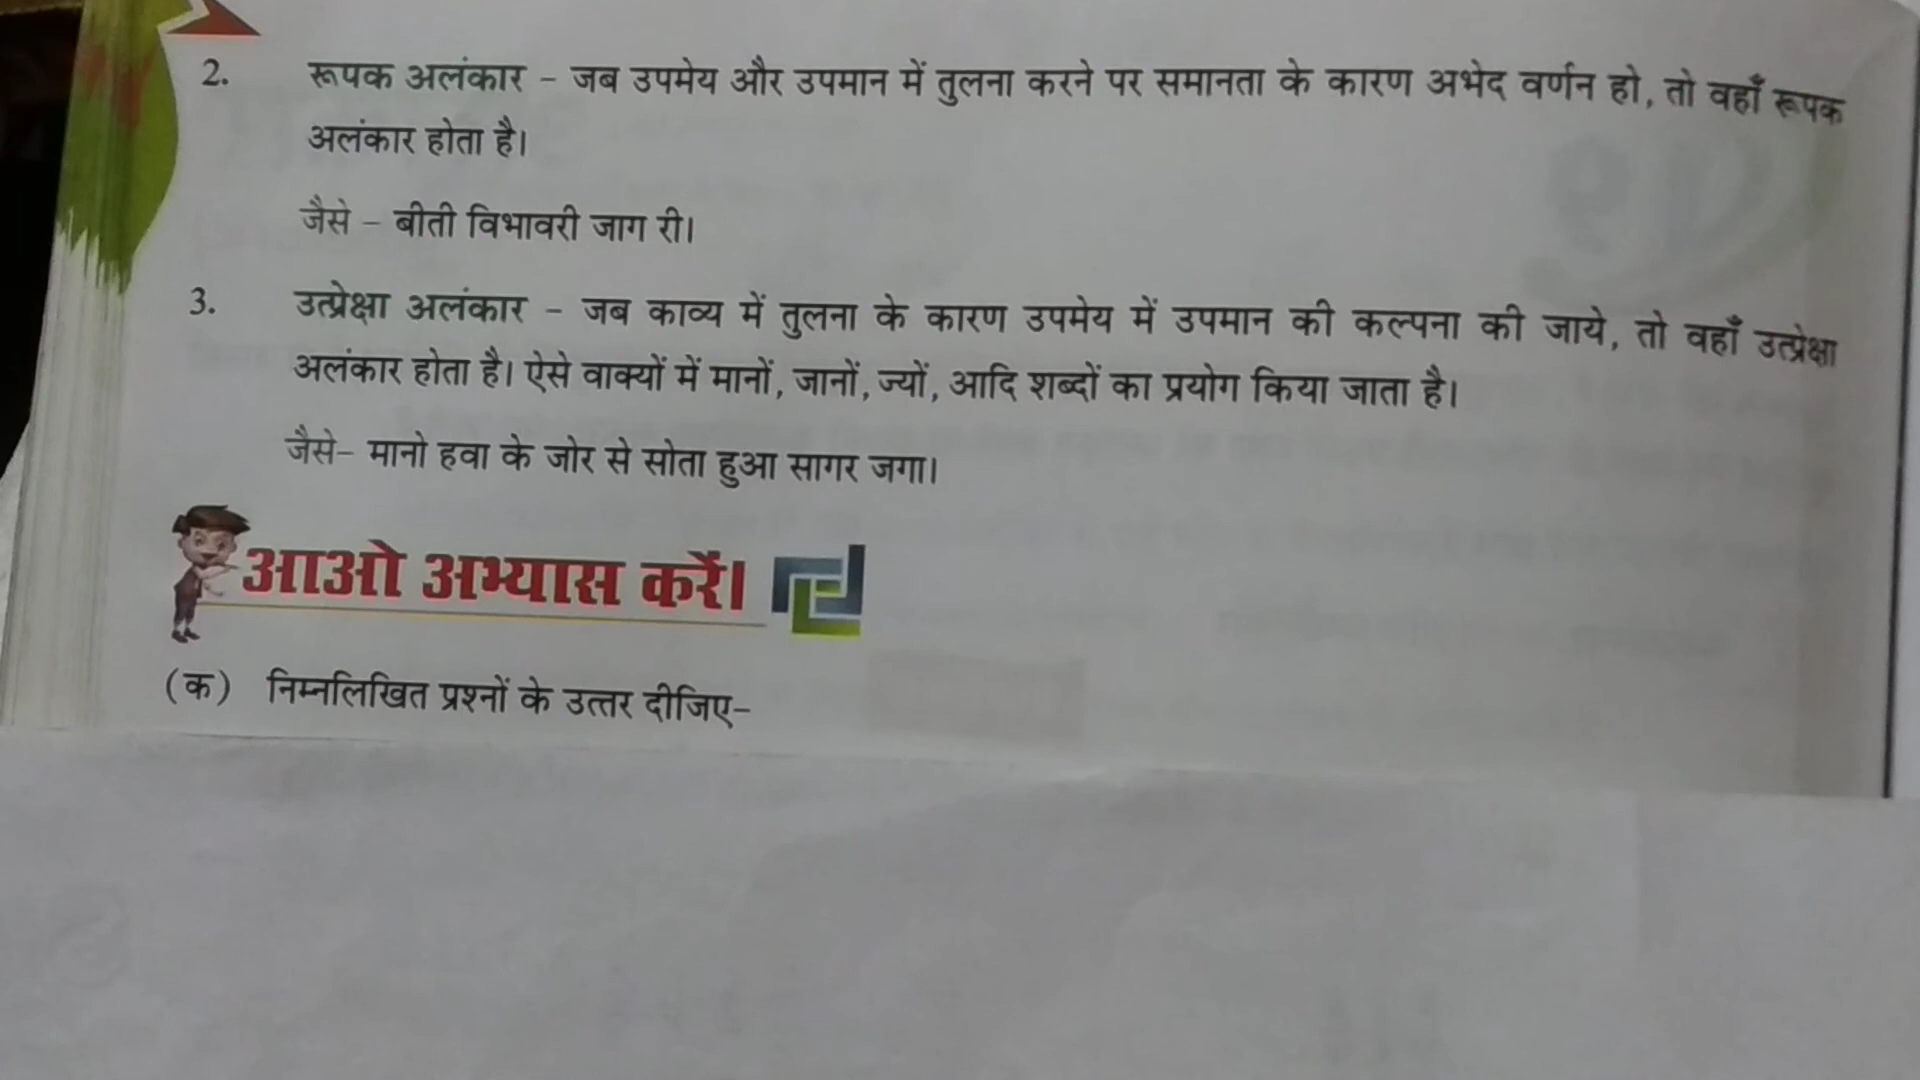 2. रूपक अलंकार - जब उपमेय और उपमान में तुलना करने पर समानता के कारण अभेद वर्णन हो, तो वहाँ रूपक
अलंकार होता है।
जैसे - बीती विभावरी जाग री।
3. उत्प्रेक्षा अलंकार - जब काव्य में तुलना के कारण उपमेय में उपमान की कल्पना की जाये, तो वहाँ उत्प्रेक्षा
अलंकार होता है। ऐसे वाक्यों में मानों, जानों, ज्यों, आदि शब्दों का प्रयोग किया जाता है।
जैसे- मानो हवा के जोर से सोता हुआ सागर जगा।
आओ अभ्यास करें।
(क) निम्नलिखित प्रश्नों के उत्तर दीजिए-